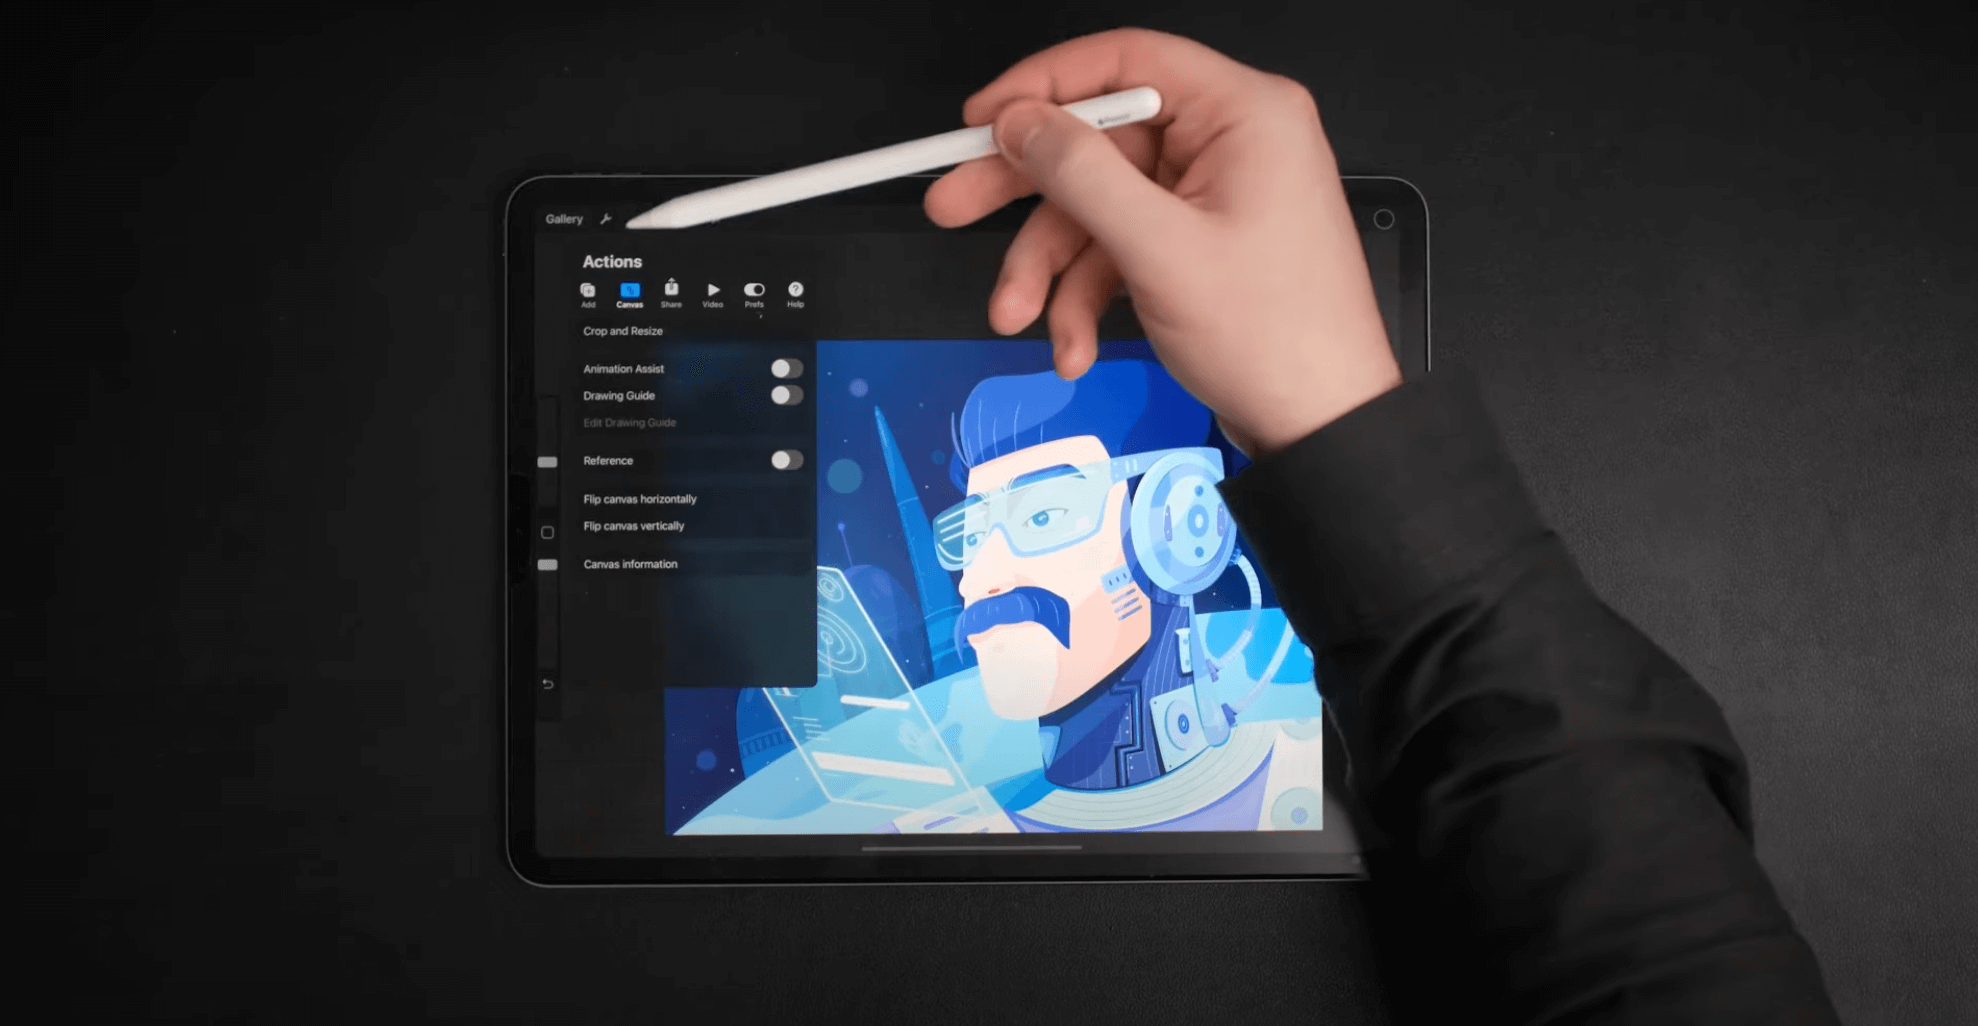 Gallery
Actions
Add Canvas Share Video Prefs Help
Crop and Resize
Animation Assist
Drawing Guide
Edit Drawing Guide
Reference
Flip canvas horizontally
Flip canvas vertically
Canvas information